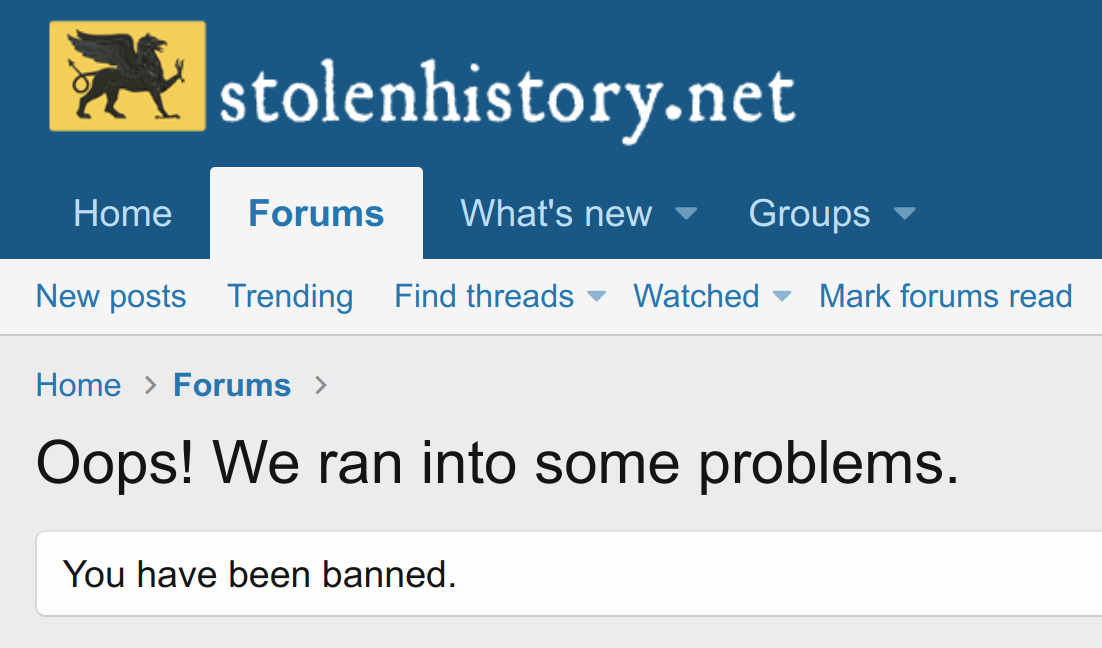 stolenhistory.net
Home Forums What's new Groups
New posts Trending Find threads Watched Mark forums read
Home > Forums >
Oops! We ran into some problems.
You have been banned.